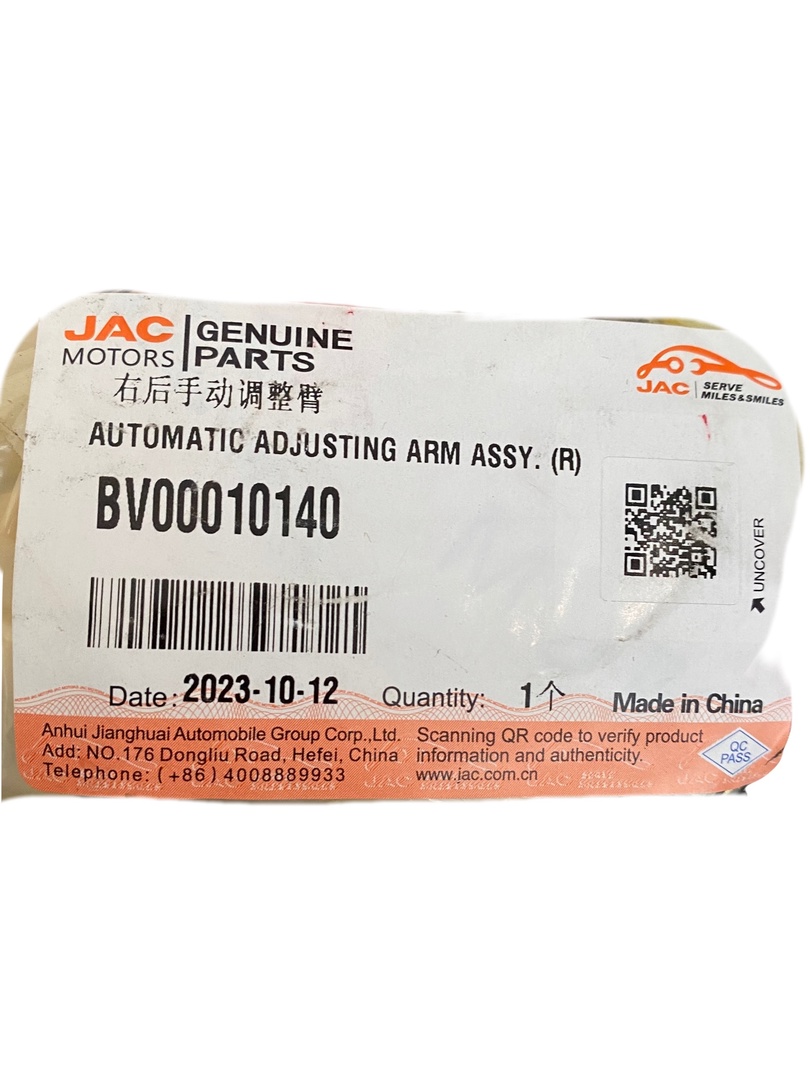 JAC MOTORS | GENUINE PARTS
JAC | SERVE MILES&SMILES
右后手动调整臂
AUTOMATIC ADJUSTING ARM ASSY. (R)
BV00010140
UNCOVER
Date: 2023-10-12 Quantity: 1个 Made in China
Anhui Jianghuai Automobile Group Corp.,Ltd.
Add: NO.176 Dongliu Road, Hefei, China
Telephone: (+86) 4008889933
Scanning QR code to verify product
information and authenticity.
www.jac.com.cn
QC
PASS